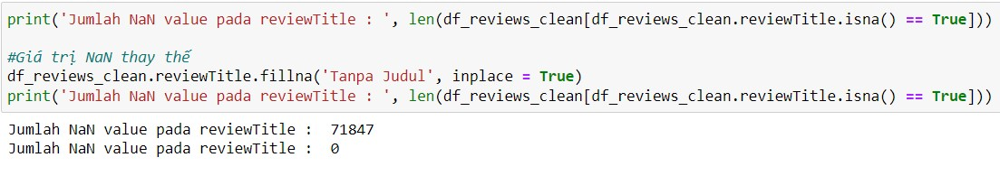 print('Jumlah NaN value pada reviewTitle : ', len(df_reviews_clean[df_reviews_clean.reviewTitle.isna() == True]))
#Giá trị NaN thay thế
df_reviews_clean.reviewTitle.fillna('Tanpa Judul', inplace = True)
print('Jumlah NaN value pada reviewTitle : ', len(df_reviews_clean[df_reviews_clean.reviewTitle.isna() == True]))
Jumlah NaN value pada reviewTitle :  71847
Jumlah NaN value pada reviewTitle :  0